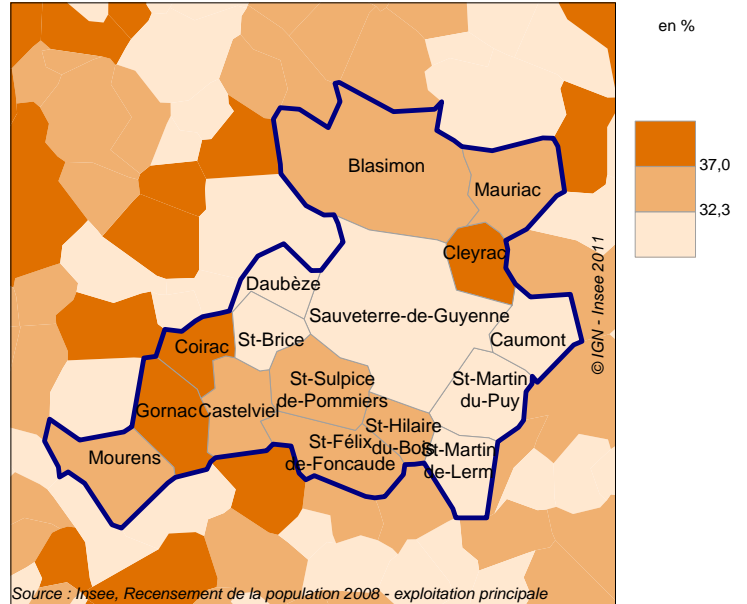 en %
37,0
32,3
Blasimon
Mauriac
Cleyrac
Daubèze
Sauveterre-de-Guyenne
St-Brice
Caumont
Coirac
St-Sulpice
de-Pommiers
St-Martin
du-Puy
Gornac
Castelviel
St-Hilaire
du-Bois
St-Félix
de-Foncaude
St-Martin
de-Lerm
Mourens
© IGN - Insee 2011
Source : Insee, Recensement de la population 2008 - exploitation principale